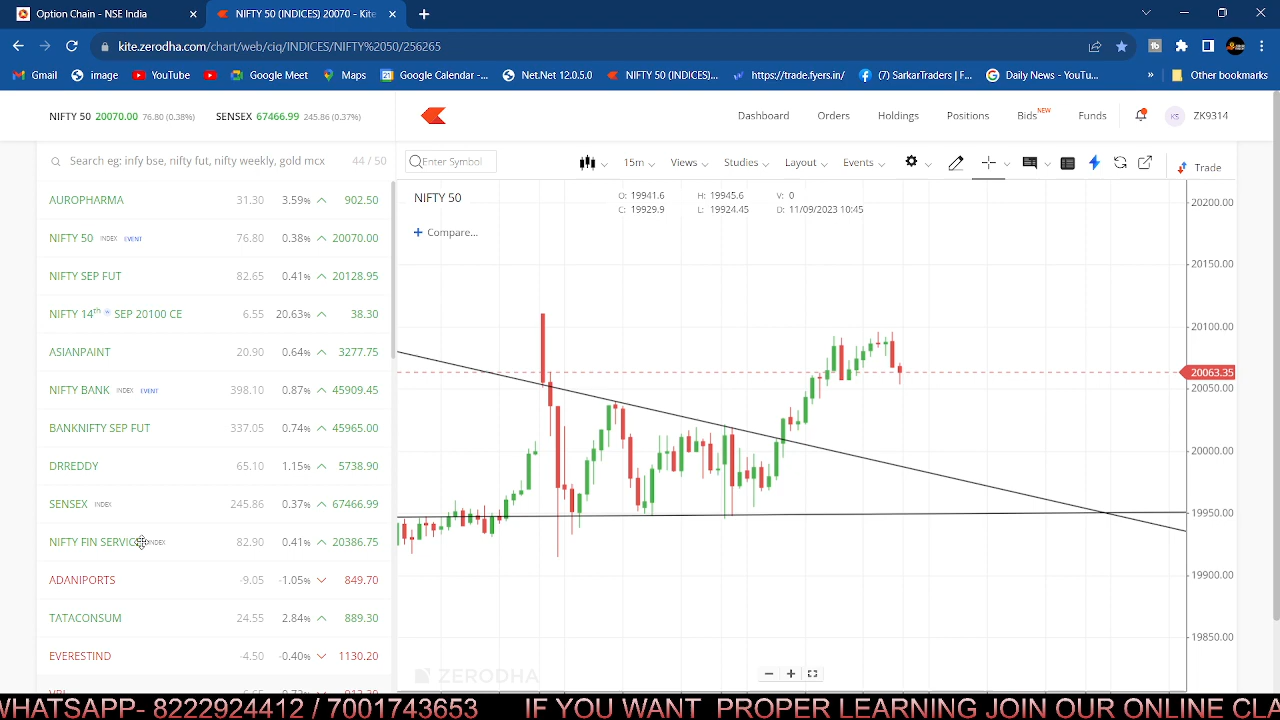 Option Chain - NSE India
NIFTY 50 (INDICES) 20070 - Kite
kite.zerodha.com/chart/web/ciq/INDICES/NIFTY%2050/256265
Gmail image YouTube Google Meet Maps Google Calendar -... Net.Net 12.0.5.0 NIFTY 50 (INDICES)... https://trade.fyers.in/ (7) Sarkari naukri Google Daily News - YouTu... » Other bookmarks
NIFTY 50 20070.00 76.80 (0.38%) SENSEX 67466.99 245.86 (0.37%)
Dashboard Orders Holdings Positions Bids NEW Funds KS ZK9314
Search eg: infy bse, nifty fut, nifty weekly, gold mcx 44 / 50
Enter Symbol 15m Views Studies Layout Events Trade
AUROPHARMA 31.30 3.59% 902.50
NIFTY 50 INDEX EVENT 76.80 0.38% 20070.00
NIFTY SEP FUT 82.65 0.41% 20128.95
NIFTY 14th w SEP 20100 CE 6.55 20.63% 38.30
ASIANPAINT 20.90 0.64% 3277.75
NIFTY BANK INDEX EVENT 398.10 0.87% 45909.45
BANKNIFTY SEP FUT 337.05 0.74% 45965.00
DRREDDY 65.10 1.15% 5738.90
SENSEX INDEX 245.86 0.37% 67466.99
NIFTY FIN SERVICE INDEX 82.90 0.41% 20386.75
ADANIPORTS -9.05 -1.05% 849.70
TATACONSUM 24.55 2.84% 889.30
EVERESTIND -4.50 -0.40% 1130.20
NIFTY 50
O: 19941.6 H: 19945.6 V: 0
C: 19929.9 L: 19924.45 D: 11/09/2023 10:45
+ Compare...
20200.00
20150.00
20100.00
20063.35
20050.00
20000.00
19950.00
19900.00
19850.00
ZERODHA
WHATSAPP- 8222924412 / 7001743653 IF YOU WANT PROPER LEARNING JOIN OUR ONLINE CLA